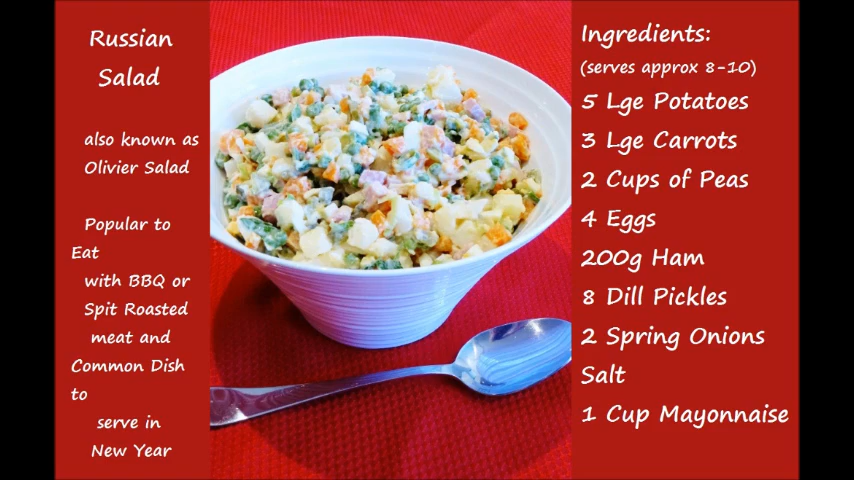 Russian
Salad
also known as
Olivier Salad
Popular to
Eat
with BBQ or
Spit Roasted
meat and
Common Dish
to
serve in
New Year
Ingredients:
(serves approx 8-10)
5 Lge Potatoes
3 Lge Carrots
2 Cups of Peas
4 Eggs
200g Ham
8 Dill Pickles
2 Spring Onions
Salt
1 Cup Mayonnaise